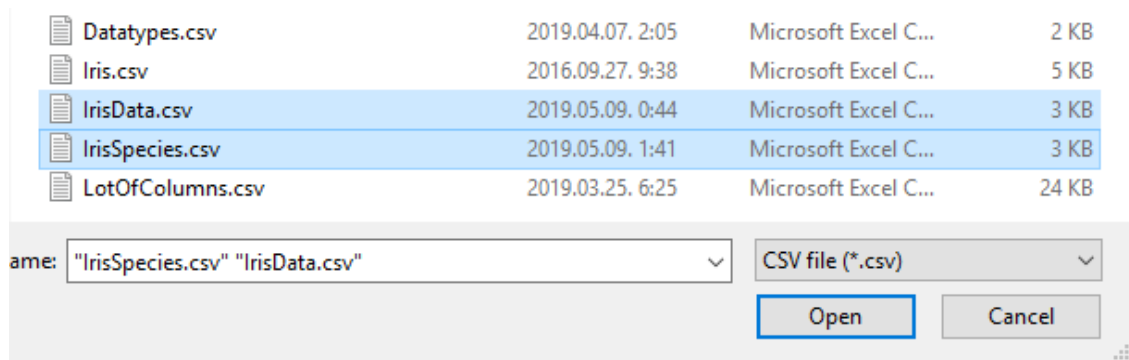 Datatypes.csv 2019.04.07. 2:05 Microsoft Excel C... 2 KB
Iris.csv 2016.09.27. 9:38 Microsoft Excel C... 5 KB
IrisData.csv 2019.05.09. 0:44 Microsoft Excel C... 3 KB
IrisSpecies.csv 2019.05.09. 1:41 Microsoft Excel C... 3 KB
LotOfColumns.csv 2019.03.25. 6:25 Microsoft Excel C... 24 KB
ame: "IrisSpecies.csv" "IrisData.csv" CSV file (*.csv)
Open Cancel